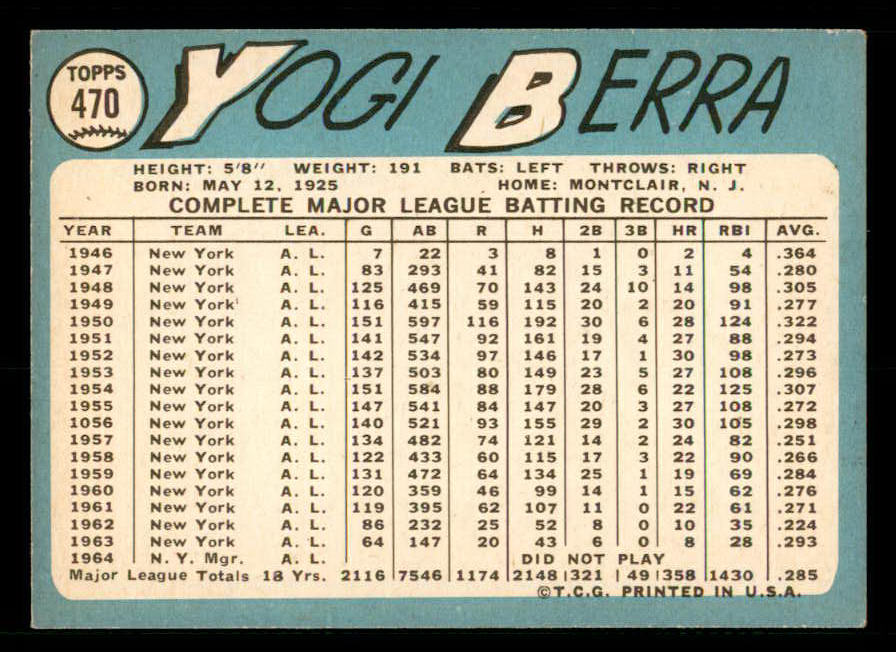 TOPPS
470
YOGI BERRA
HEIGHT: 5'8" WEIGHT: 191 BATS: LEFT THROWS: RIGHT
BORN: MAY 12, 1925 HOME: MONTCLAIR, N. J.
COMPLETE MAJOR LEAGUE BATTING RECORD
YEAR TEAM LEA. G AB R H 2B 3B HR RBI AVG.
1946 New York A. L. 7 22 3 8 1 0 2 4 .364
1947 New York A. L. 83 293 41 82 15 3 11 54 .280
1948 New York A. L. 125 469 70 143 24 10 14 98 .305
1949 New York A. L. 116 415 59 115 20 2 20 91 .277
1950 New York A. L. 151 597 116 192 30 6 28 124 .322
1951 New York A. L. 141 547 92 161 19 4 27 88 .294
1952 New York A. L. 142 534 97 146 17 1 30 98 .273
1953 New York A. L. 137 503 80 149 23 5 27 108 .296
1954 New York A. L. 151 584 88 179 28 6 22 125 .307
1955 New York A. L. 147 541 84 147 20 3 27 108 .272
1056 New York A. L. 140 521 93 155 29 2 30 105 .298
1957 New York A. L. 134 482 74 121 14 2 24 82 .251
1958 New York A. L. 122 433 60 115 17 3 22 90 .266
1959 New York A. L. 131 472 64 134 25 1 19 69 .284
1960 New York A. L. 120 359 46 99 14 1 15 62 .276
1961 New York A. L. 119 395 62 107 11 0 22 61 .271
1962 New York A. L. 86 232 25 52 8 0 10 35 .224
1963 New York A. L. 64 147 20 43 6 0 8 28 .293
1964 N. Y. Mgr. A. L. DID NOT PLAY
Major League Totals 18 Yrs. 2116 7546 1174 2148 321 49 358 1430 .285
©T.C.G. PRINTED IN U.S.A.